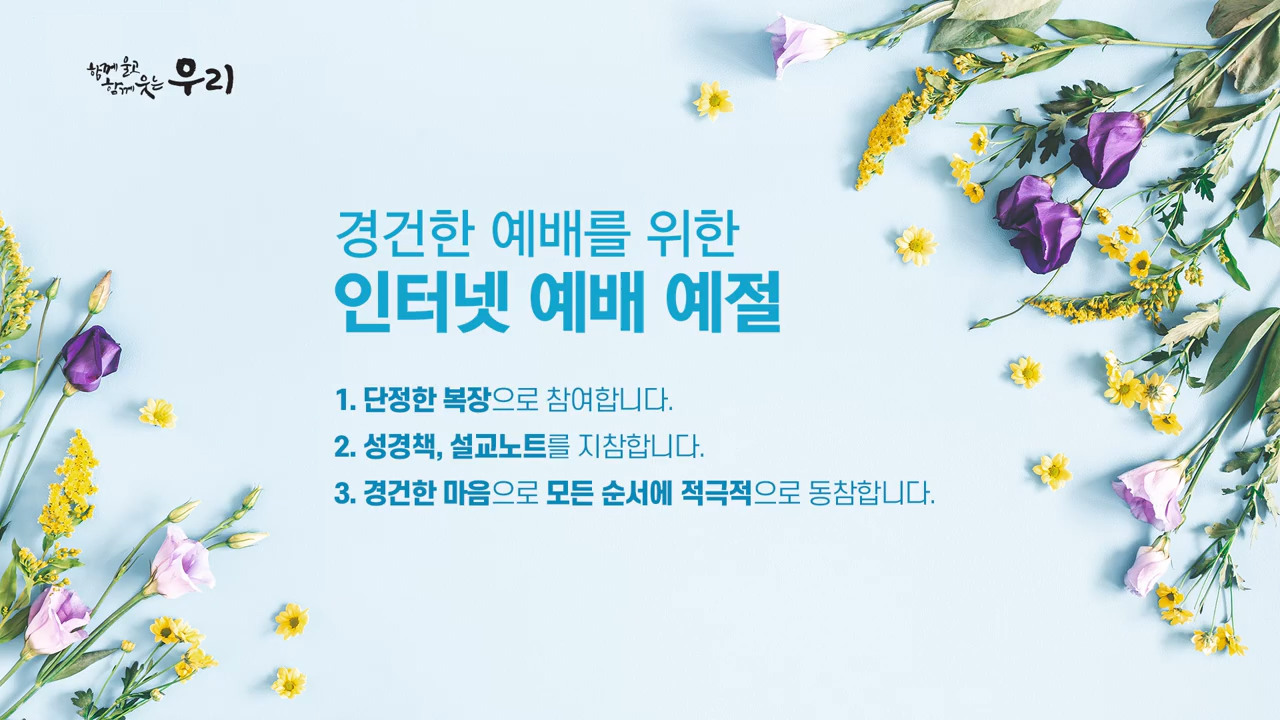 함께 울고
함께 웃는 우리
경건한 예배를 위한
인터넷 예배 예절
1. 단정한 복장으로 참여합니다.
2. 성경책, 설교노트를 지참합니다.
3. 경건한 마음으로 모든 순서에 적극적으로 동참합니다.